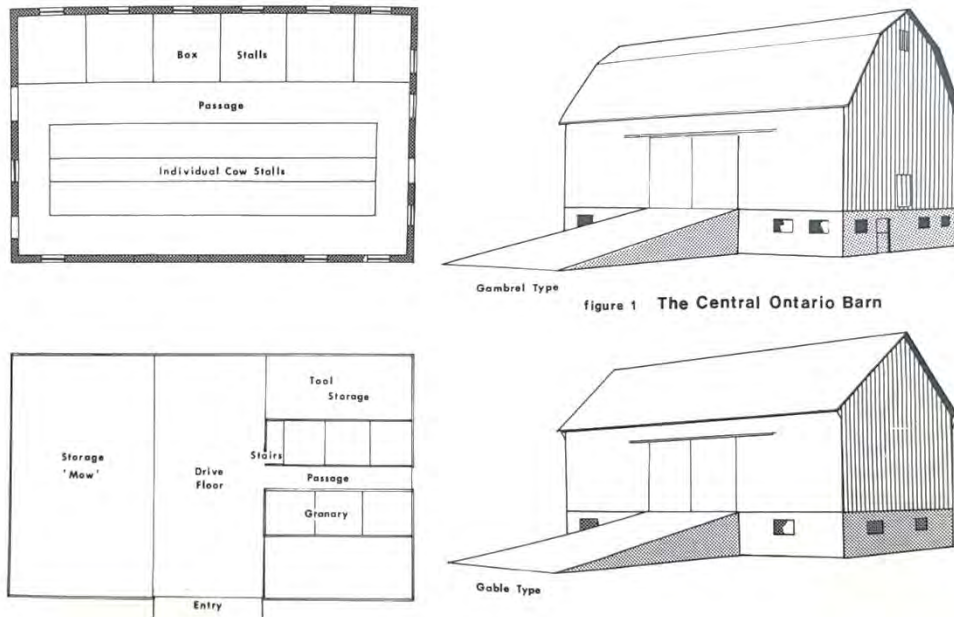 Box Stalls
Passage
Individual Cow Stalls
Gambrel Type
figure 1 The Central Ontario Barn
Tool
Storage
Stairs
Storage
'Mow'
Drive
Floor
Passage
Granary
Entry
Gable Type